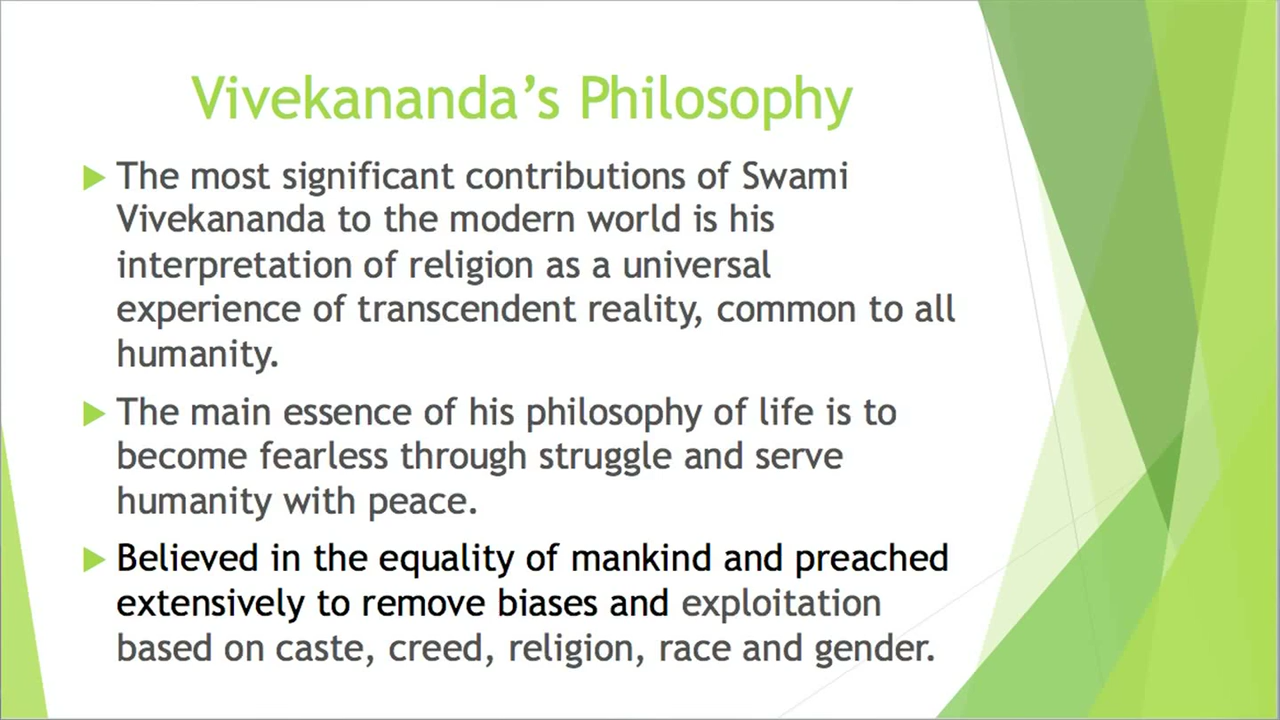 Vivekananda’s Philosophy
The most significant contributions of Swami
Vivekananda to the modern world is his
interpretation of religion as a universal
experience of transcendent reality, common to all
humanity.
The main essence of his philosophy of life is to
become fearless through struggle and serve
humanity with peace.
Believed in the equality of mankind and preached
extensively to remove biases and exploitation
based on caste, creed, religion, race and gender.